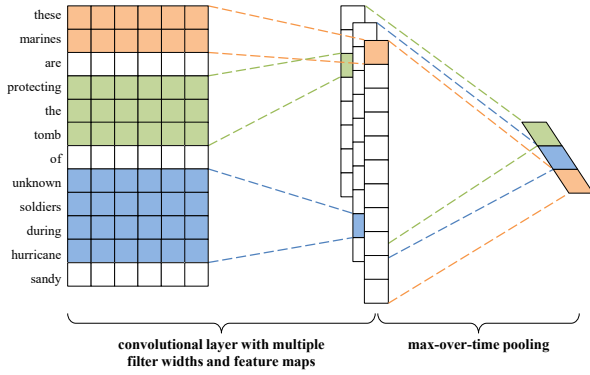 these
marines
are
protecting
the
tomb
of
unknown
soldiers
during
hurricane
sandy
convolutional layer with multiple
filter widths and feature maps
max-over-time pooling